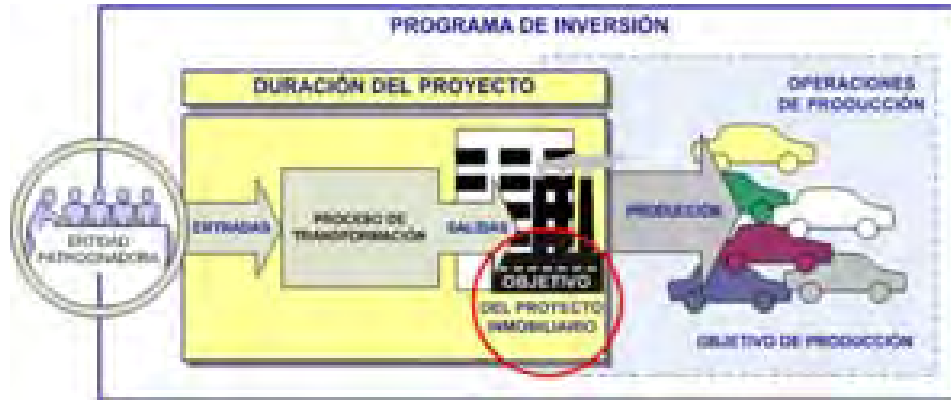 PROGRAMA DE INVERSIÓN
DURACIÓN DEL PROYECTO
OPERACIONES
DE PRODUCCIÓN
ENTIDAD
PATROCINADORA
ENTRADAS
PROCESO DE
TRANSFORMACIÓN
SALIDAS
PRODUCCIÓN
OBJETIVO
DEL PROYECTO
INMOBILIARIO
OBJETIVO DE PRODUCCIÓN